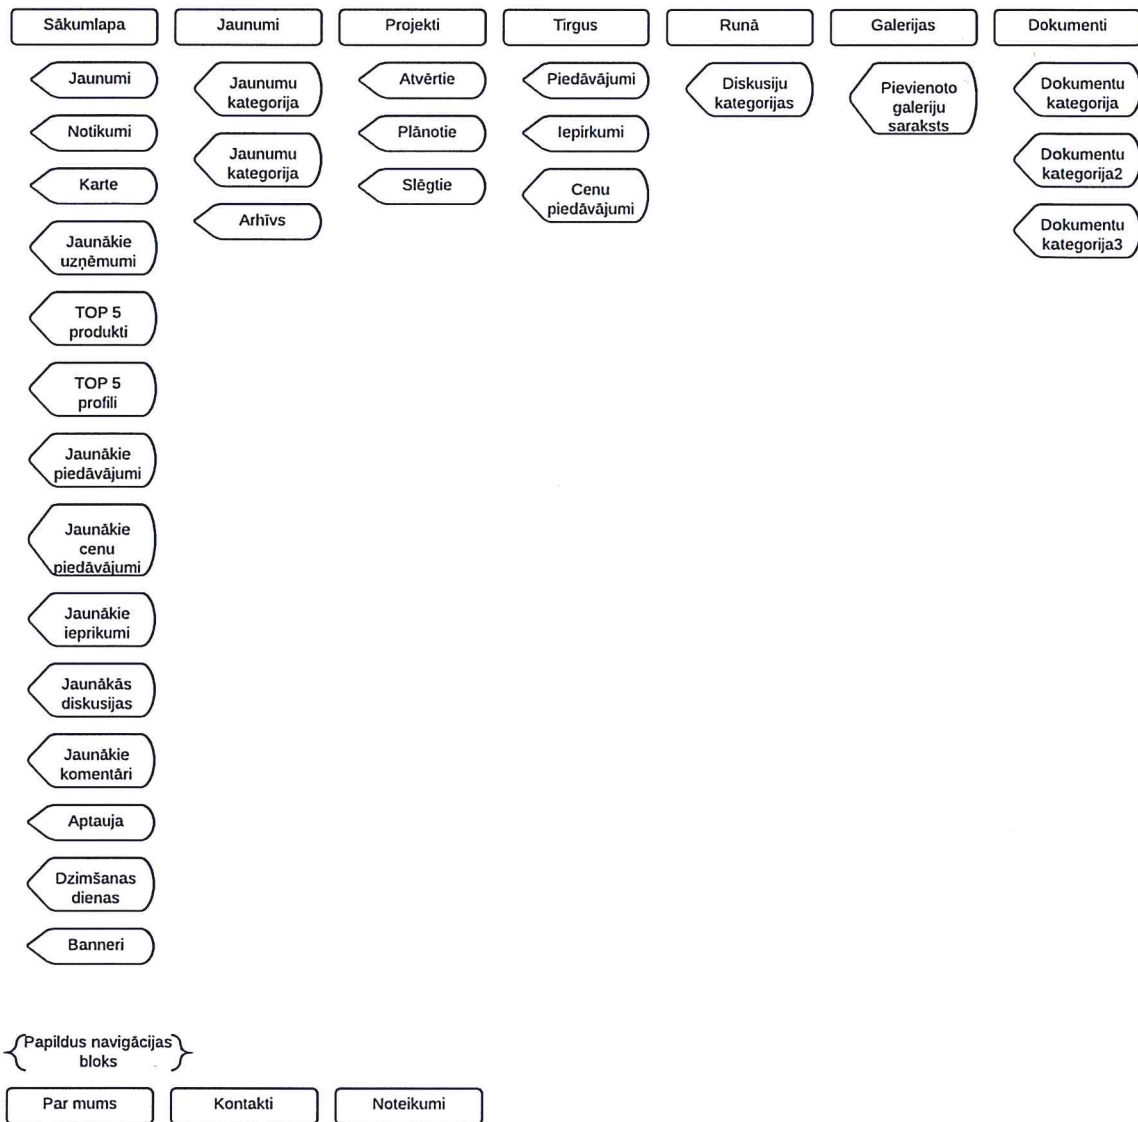 Sākumlapa
Jaunumi
Projekti
Tirgus
Runā
Galerijas
Dokumenti
Jaunumi
Notikumi
Karte
Jaunākie
uzņēmumi
TOP 5
produkti
TOP 5
profili
Jaunākie
piedāvājumi
Jaunākie
cenu
piedāvājumi
Jaunākie
ieprikumi
Jaunākās
diskusijas
Jaunākie
komentāri
Aptauja
Dzimšanas
dienas
Banneri
Jaunumu
kategorija
Jaunumu
kategorija
Arhīvs
Atvērtie
Plānotie
Slēgtie
Piedāvājumi
Iepirkumi
Cenu
piedāvājumi
Diskusiju
kategorijas
Pievienoto
galeriju
saraksts
Dokumentu
kategorija
Dokumentu
kategorija2
Dokumentu
kategorija3
Papildus navigācijas
bloks
Par mums
Kontakti
Noteikumi